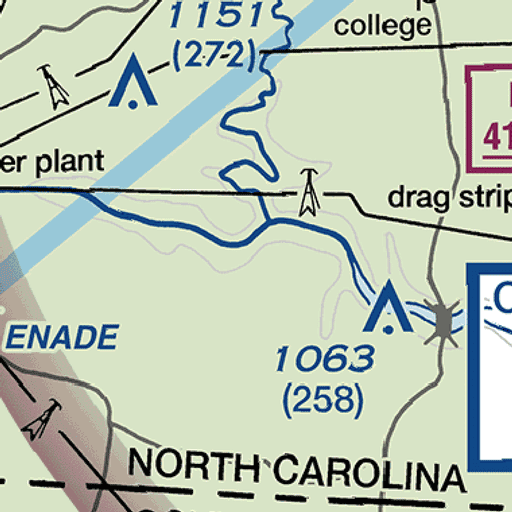 1151
college
(272)
41
er plant
drag strip
ENADE
1063
(258)
NORTH CAROLINA